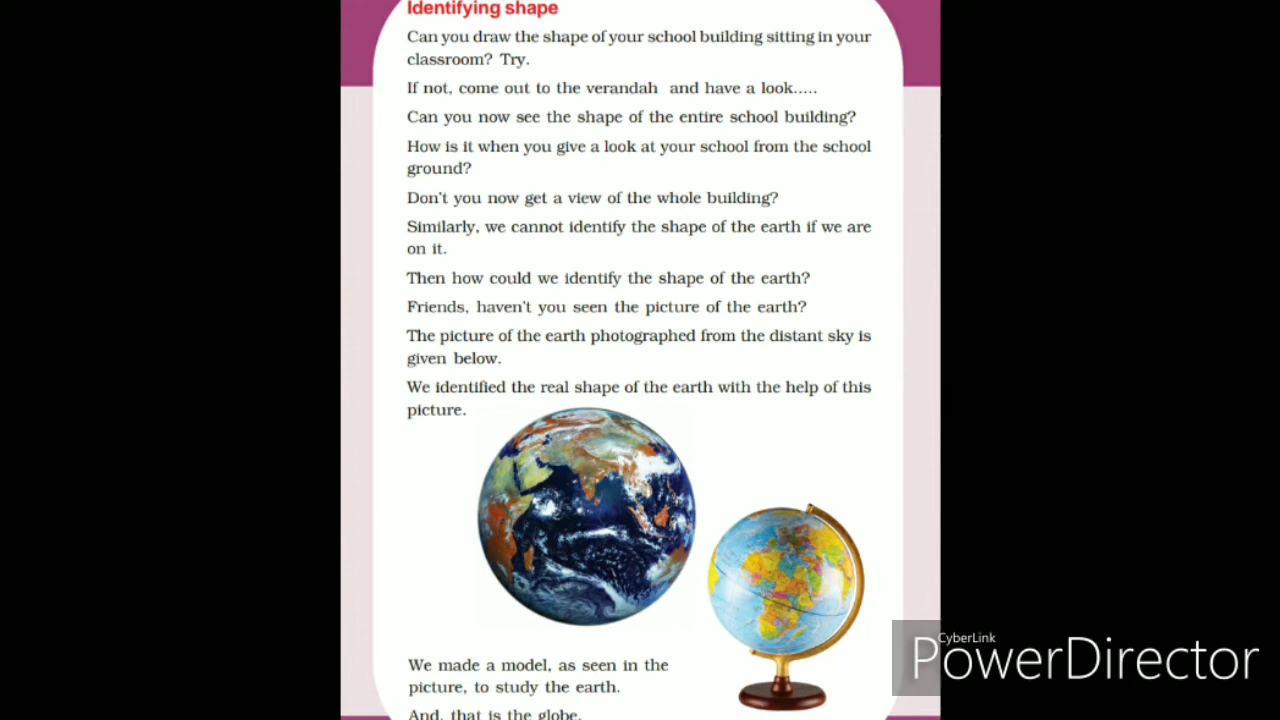 Identifying shape
Can you draw the shape of your school building sitting in your
classroom? Try.
If not, come out to the verandah and have a look.....
Can you now see the shape of the entire school building?
How is it when you give a look at your school from the school
ground?
Don't you now get a view of the whole building?
Similarly, we cannot identify the shape of the earth if we are
on it.
Then how could we identify the shape of the earth?
Friends, haven't you seen the picture of the earth?
The picture of the earth photographed from the distant sky is
given below.
We identified the real shape of the earth with the help of this
picture.
We made a model, as seen in the
picture, to study the earth.
And, that is the globe.
CyberLink
PowerDirector